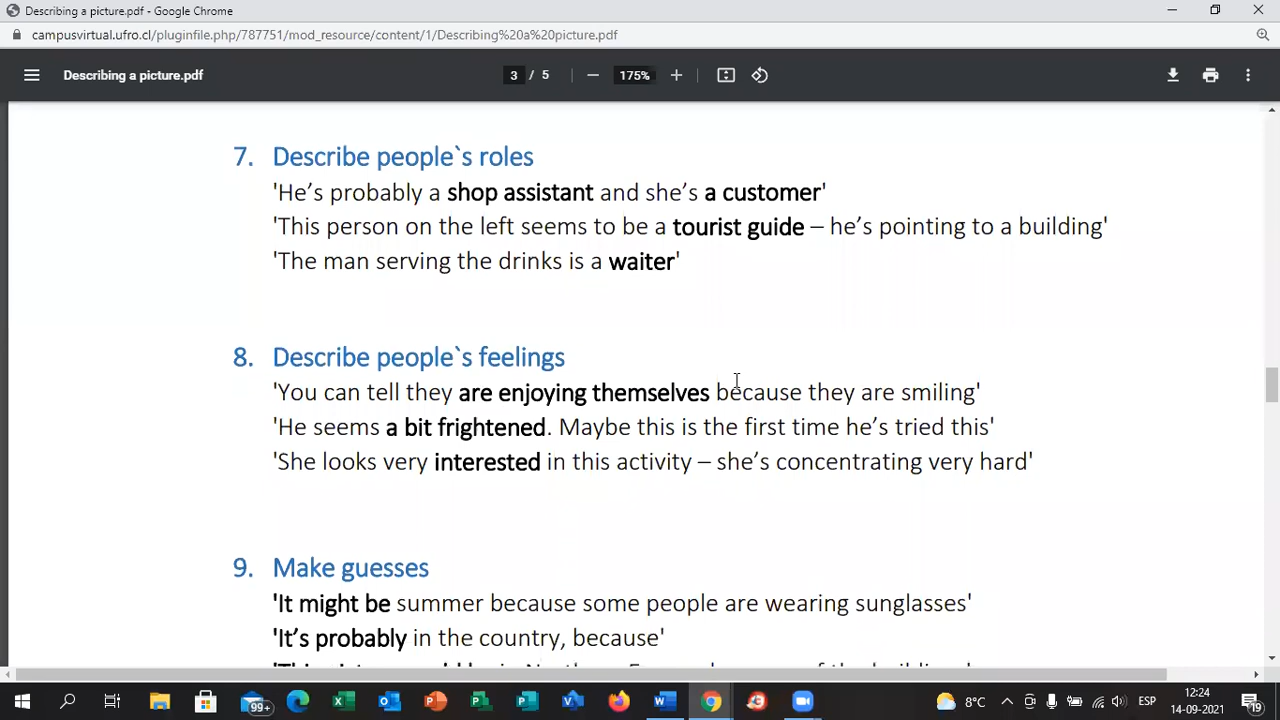 Describing a picture.pdf - Google Chrome
campusvirtual.ufro.cl/pluginfile.php/787751/mod_resource/content/1/Describing%20a%20picture.pdf
Describing a picture.pdf
3 / 5
175%
7. Describe people`s roles
'He's probably a shop assistant and she's a customer'
'This person on the left seems to be a tourist guide – he's pointing to a building'
'The man serving the drinks is a waiter'
8. Describe people`s feelings
'You can tell they are enjoying themselves because they are smiling'
'He seems a bit frightened. Maybe this is the first time he's tried this'
'She looks very interested in this activity – she's concentrating very hard'
9. Make guesses
'It might be summer because some people are wearing sunglasses'
'It's probably in the country, because'
99+
8°C
ESP
12:24
14-09-2021
19